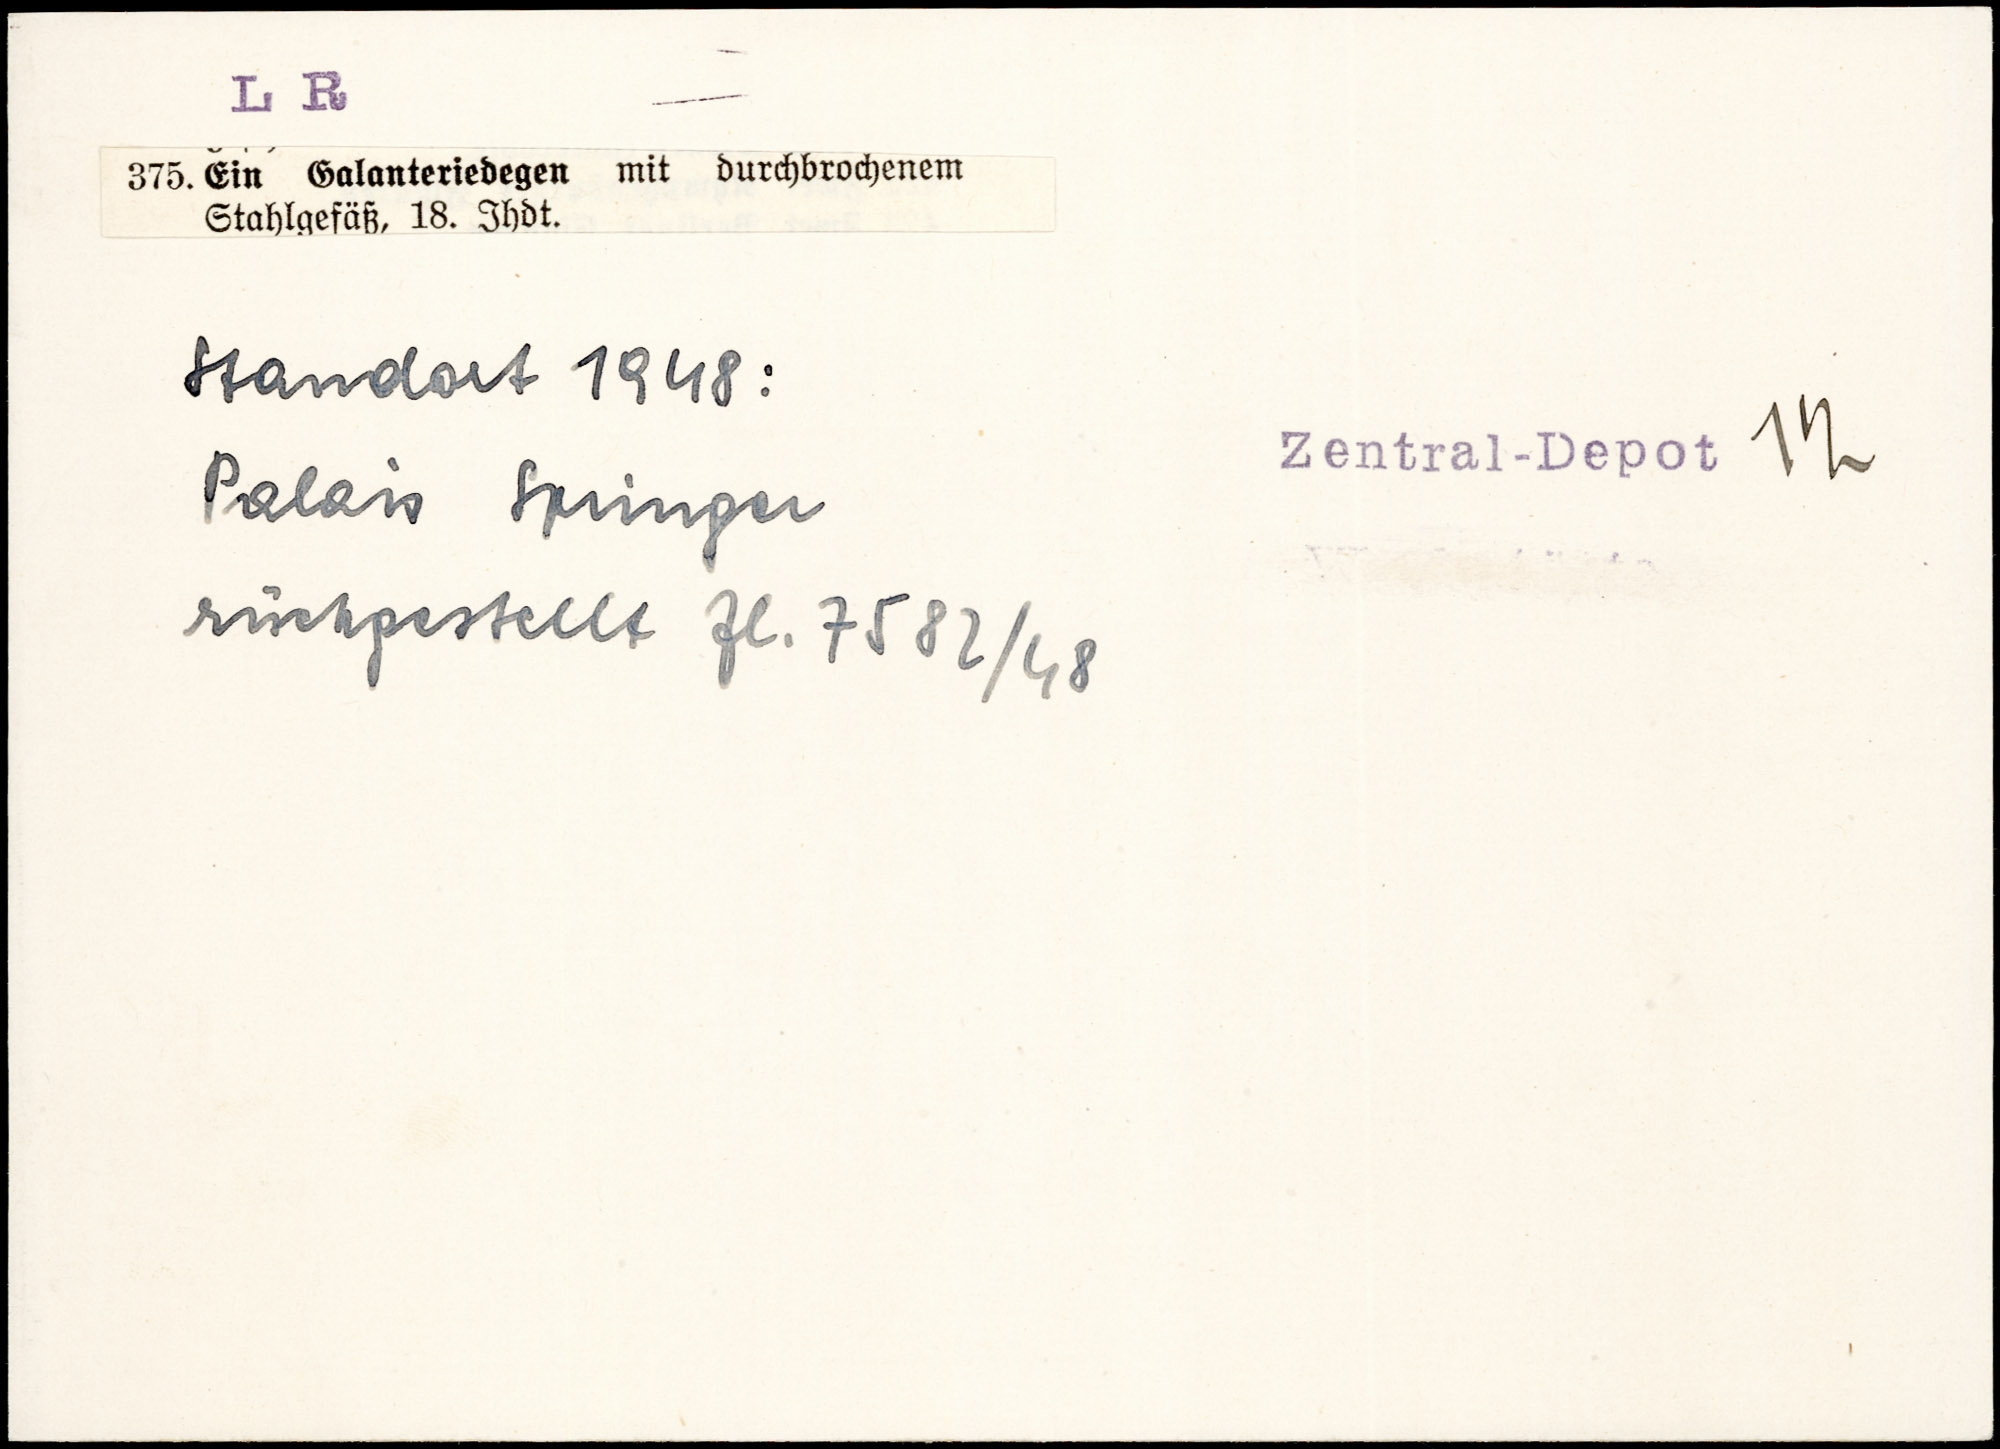 L R
375. Ein Galanteriedegen mit durchbrochenem
Stahlgefäß, 18. Jhdt.
Standort 1948:
Zentral-Depot
Palais Springer
rückgestellt Zl. 7582/48